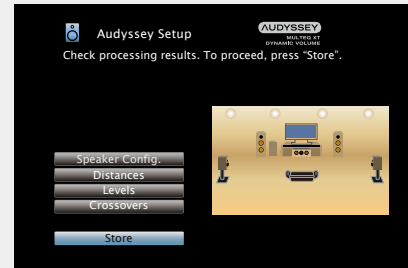 Audyssey Setup
AUDYSSEY
MULTEQ XT
DYNAMIC VOLUME
Check processing results. To proceed, press “Store”.
Speaker Config.
Distances
Levels
Crossovers
Store